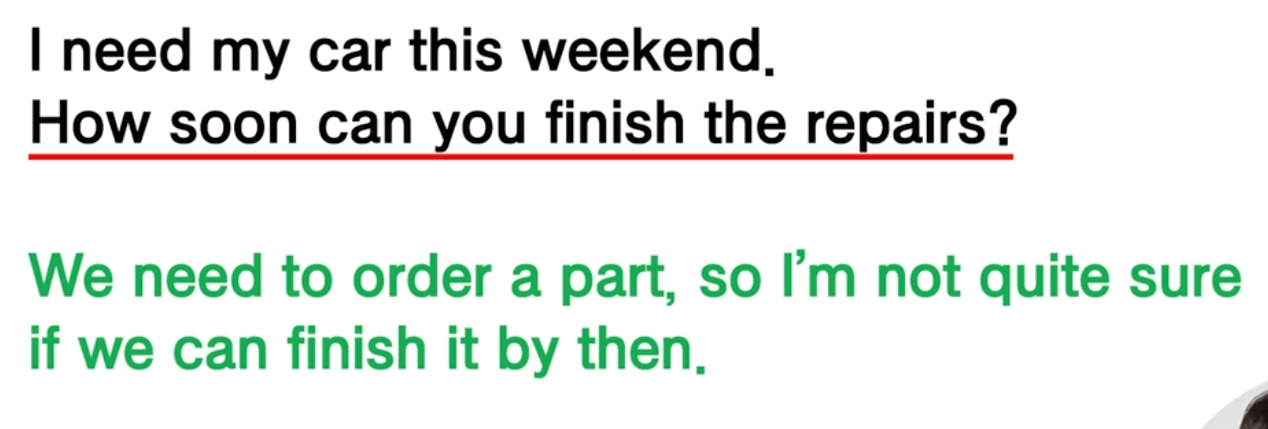 I need my car this weekend.
How soon can you finish the repairs?
We need to order a part, so I’m not quite sure
if we can finish it by then.